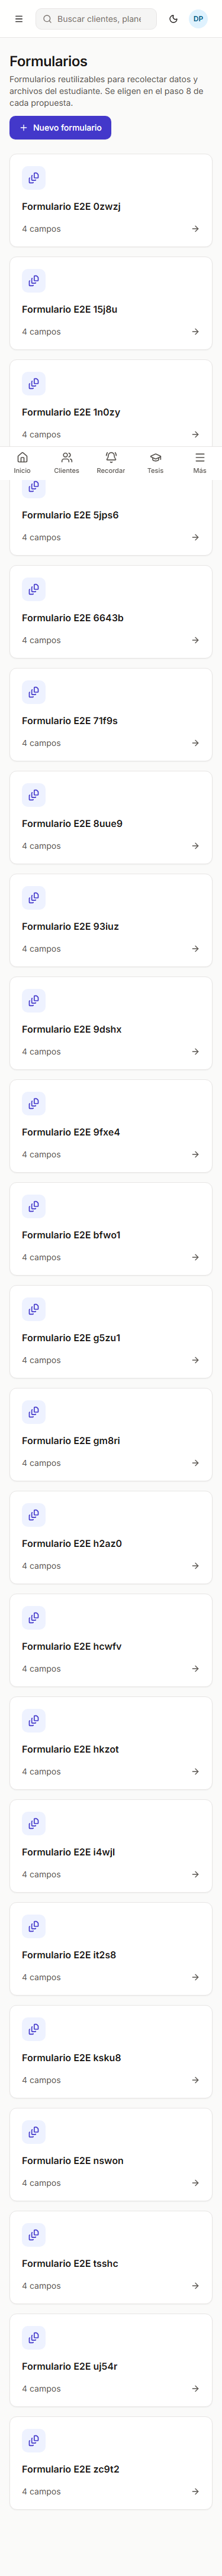 Buscar clientes, plane
DP
Formularios
Formularios reutilizables para recolectar datos y
archivos del estudiante. Se eligen en el paso 8 de
cada propuesta.
Nuevo formulario
Formulario E2E 0zwzj
4 campos
Formulario E2E 15j8u
4 campos
Formulario E2E 1n0zy
4 campos
Inicio
Clientes
Recordar
Tesis
Más
Formulario E2E 5jps6
4 campos
Formulario E2E 6643b
4 campos
Formulario E2E 71f9s
4 campos
Formulario E2E 8uue9
4 campos
Formulario E2E 93iuz
4 campos
Formulario E2E 9dshx
4 campos
Formulario E2E 9fxe4
4 campos
Formulario E2E bfwo1
4 campos
Formulario E2E g5zu1
4 campos
Formulario E2E gm8ri
4 campos
Formulario E2E h2az0
4 campos
Formulario E2E hcwfv
4 campos
Formulario E2E hkzot
4 campos
Formulario E2E i4wjl
4 campos
Formulario E2E it2s8
4 campos
Formulario E2E ksku8
4 campos
Formulario E2E nswon
4 campos
Formulario E2E tsshc
4 campos
Formulario E2E uj54r
4 campos
Formulario E2E zc9t2
4 campos